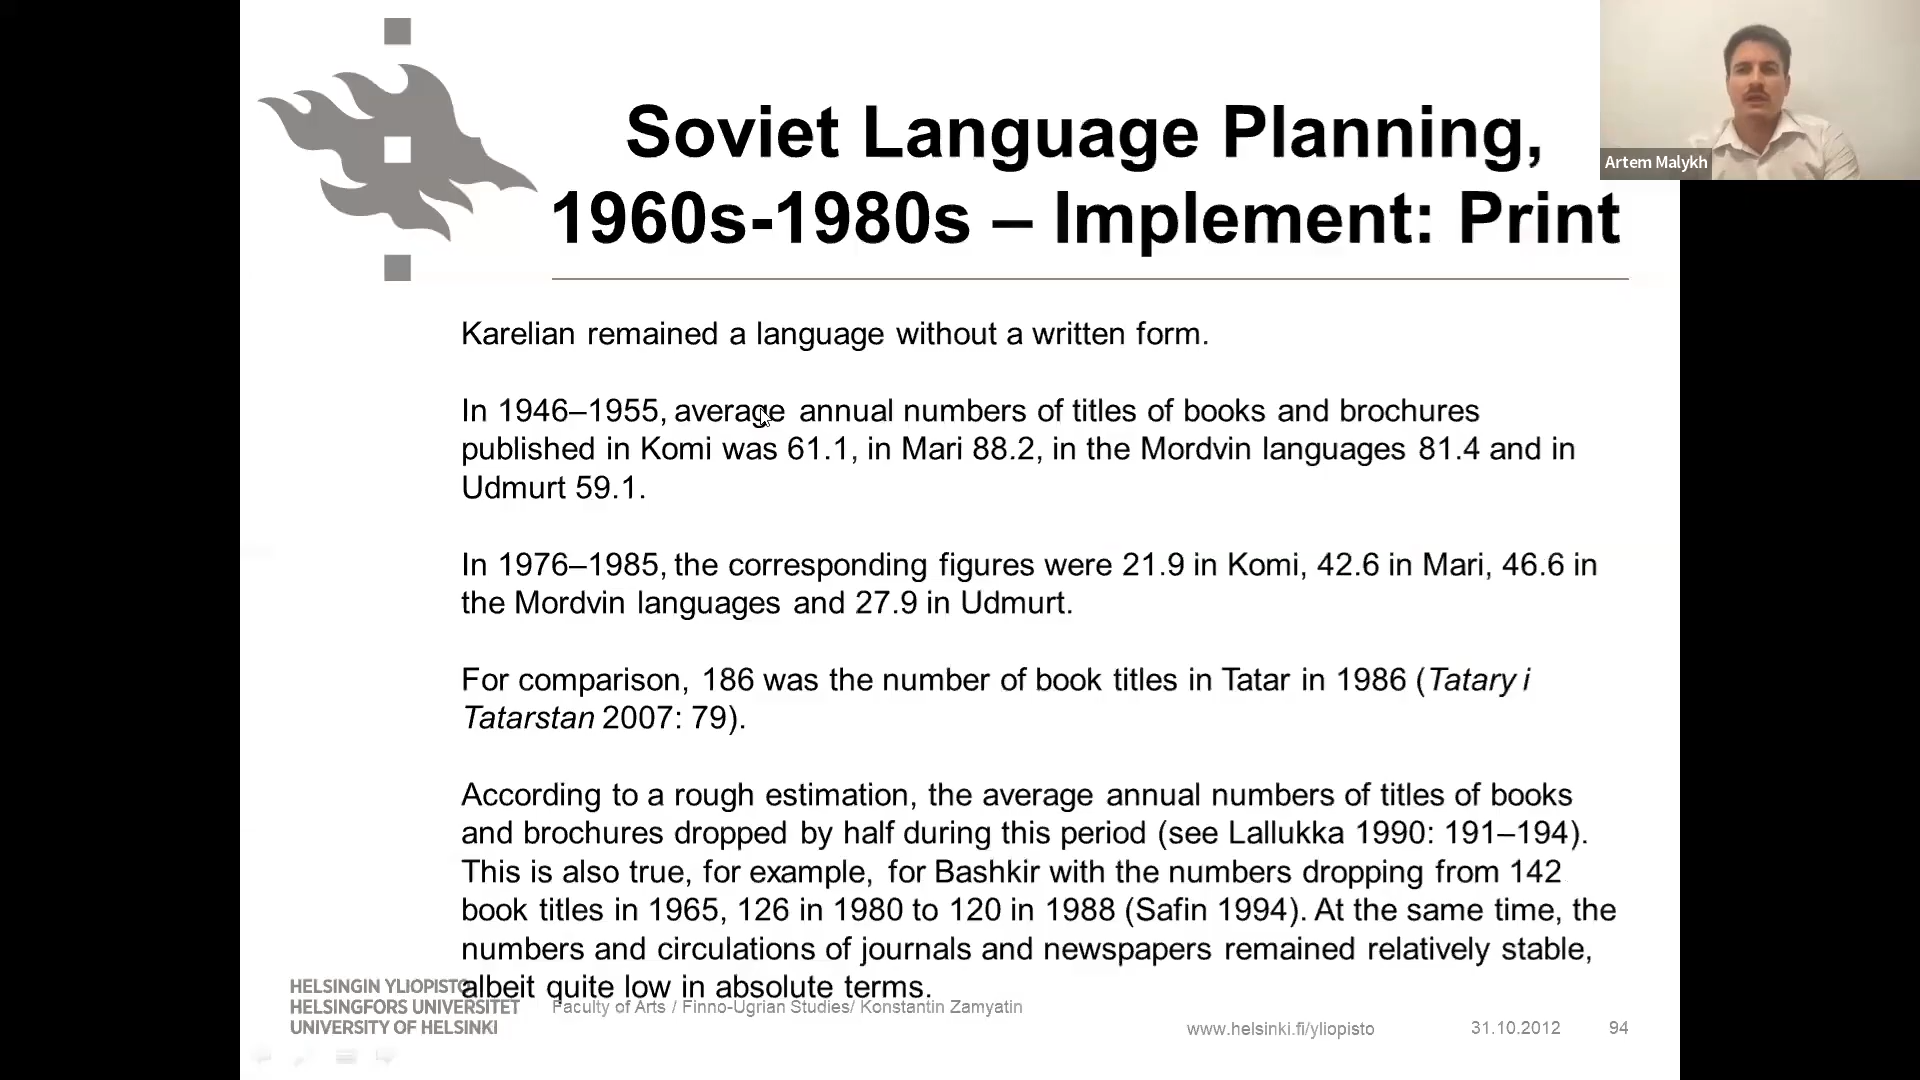 Soviet Language Planning,
1960s-1980s – Implement: Print
Artem Malykh
Karelian remained a language without a written form.
In 1946–1955, average annual numbers of titles of books and brochures
published in Komi was 61.1, in Mari 88.2, in the Mordvin languages 81.4 and in
Udmurt 59.1.
In 1976–1985, the corresponding figures were 21.9 in Komi, 42.6 in Mari, 46.6 in
the Mordvin languages and 27.9 in Udmurt.
For comparison, 186 was the number of book titles in Tatar in 1986 (Tatary i
Tatarstan 2007: 79).
According to a rough estimation, the average annual numbers of titles of books
and brochures dropped by half during this period (see Lallukka 1990: 191–194).
This is also true, for example, for Bashkir with the numbers dropping from 142
book titles in 1965, 126 in 1980 to 120 in 1988 (Safin 1994). At the same time, the
numbers and circulations of journals and newspapers remained relatively stable,
albeit quite low in absolute terms.
HELSINGIN YLIOPISTO
HELSINGFORS UNIVERSITET
UNIVERSITY OF HELSINKI
Faculty of Arts / Finno-Ugrian Studies/ Konstantin Zamyatin
www.helsinki.fi/yliopisto
31.10.2012
94